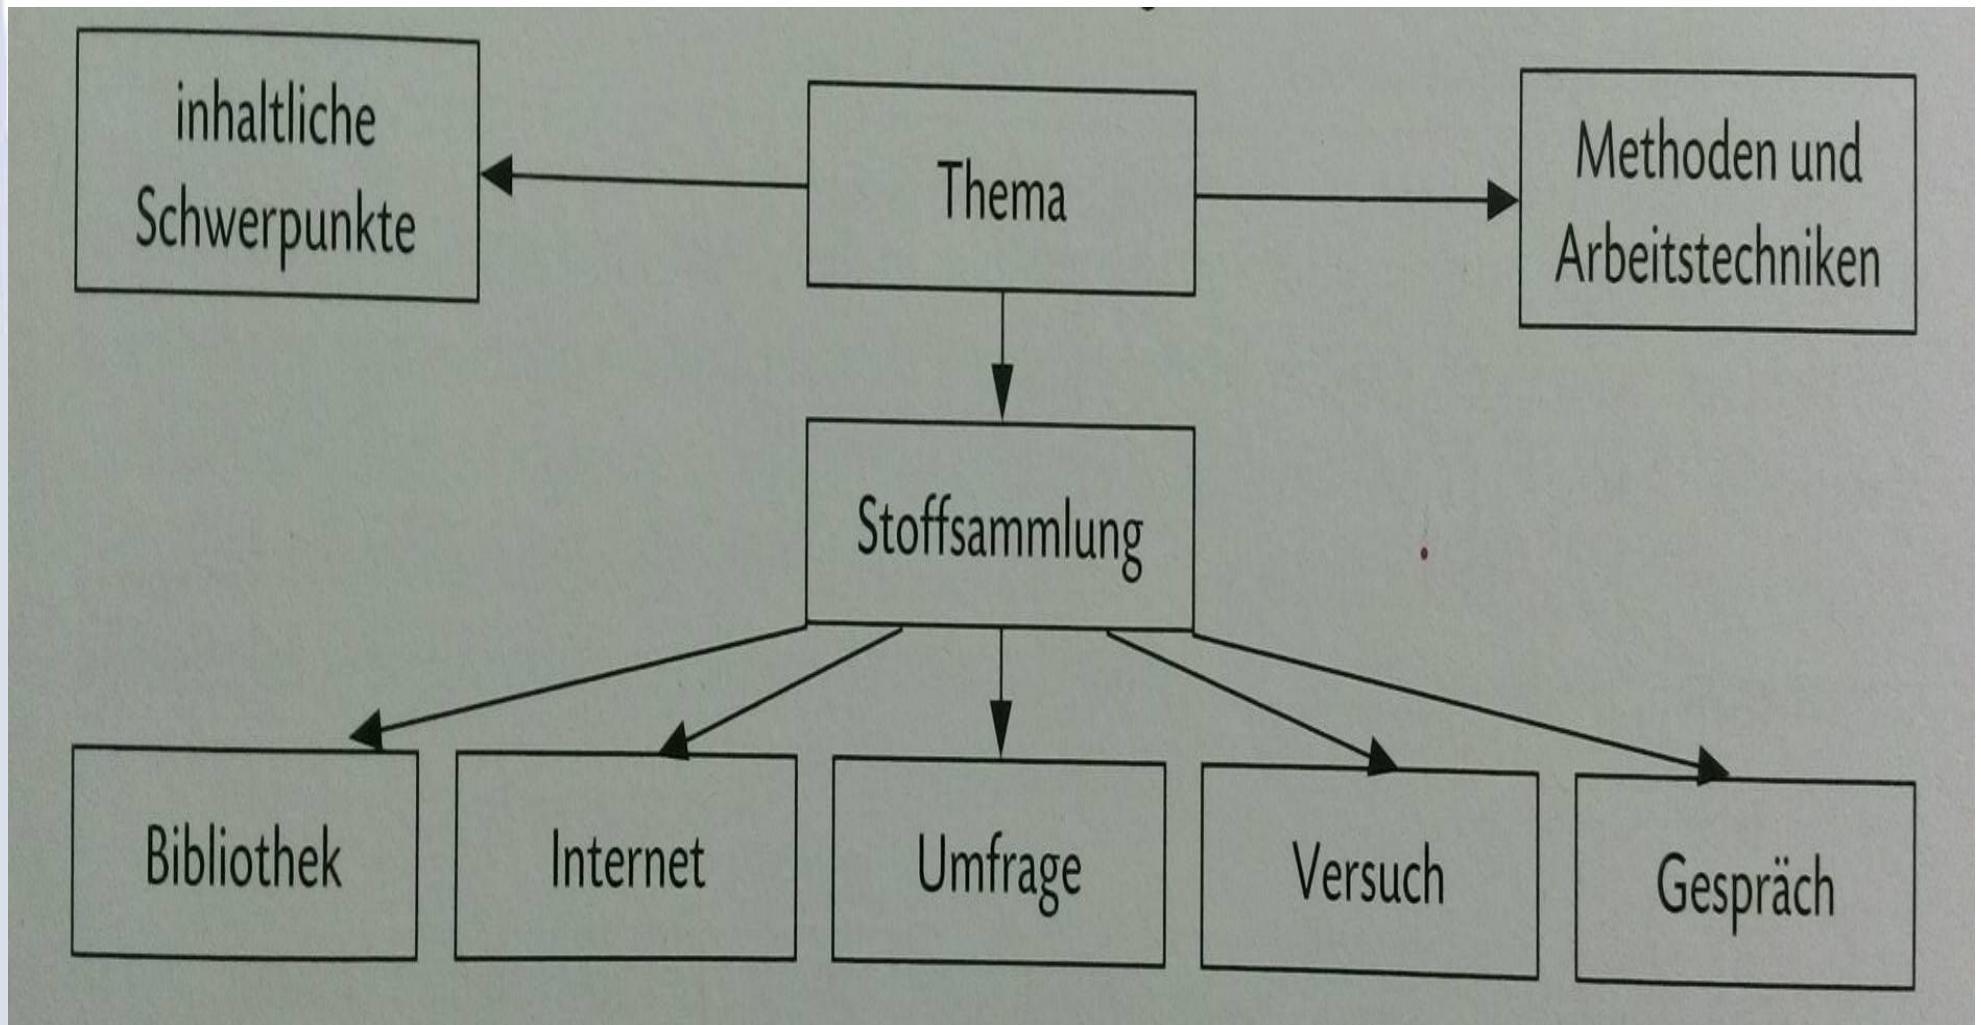 inhaltliche
Schwerpunkte
Thema
Methoden und
Arbeitstechniken
Stoffsammlung
Bibliothek
Internet
Umfrage
Versuch
Gespräch